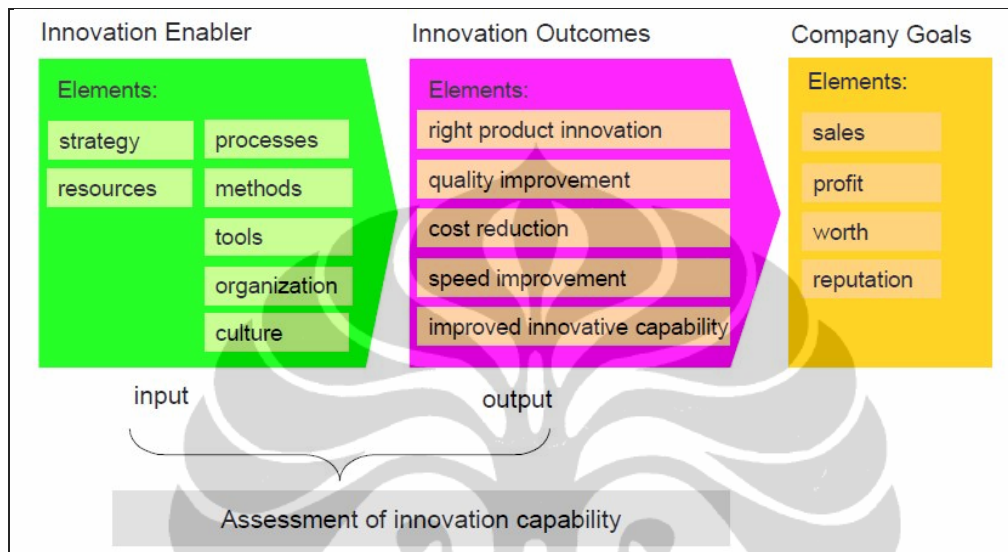 Innovation Enabler
Elements:
strategy
resources
processes
methods
tools
organization
culture
Innovation Outcomes
Elements:
right product innovation
quality improvement
cost reduction
speed improvement
improved innovative capability
Company Goals
Elements:
sales
profit
worth
reputation
input
output
Assessment of innovation capability